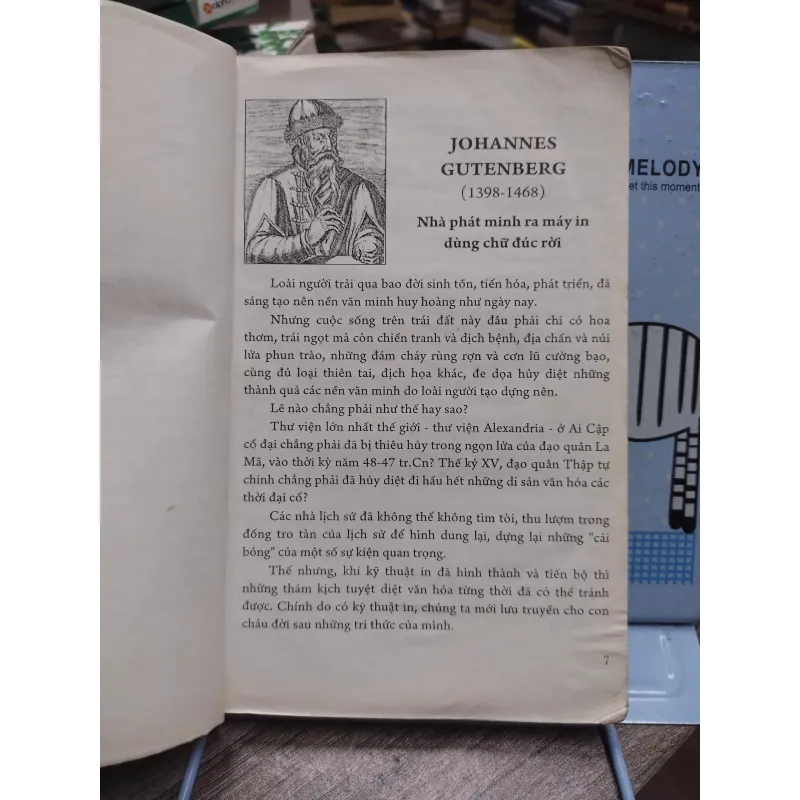 JOHANNES
GUTENBERG
(1398-1468)
Nhà phát minh ra máy in
dùng chữ đúc rời
Loài người trải qua bao đời sinh tồn, tiến hóa, phát triển, đã
sáng tạo nên nền văn minh huy hoàng như ngày nay.
Nhưng cuộc sống trên trái đất này đâu phải chỉ có hoa
thơm, trái ngọt mà còn chiến tranh và dịch bệnh, địa chấn và núi
lửa phun trào, những đám cháy rùng rợn và cơn lũ cường bạo,
cùng đủ loại thiên tai, dịch họa khác, đe dọa hủy diệt những
thành quả các nền văn minh do loài người tạo dựng nên.
Lẽ nào chẳng phải như thế hay sao?
Thư viện lớn nhất thế giới - thư viện Alexandria - ở Ai Cập
cổ đại chẳng phải đã bị thiêu hủy trong ngọn lửa của đạo quân La
Mã, vào thời kỳ năm 48-47 tr.Cn? Thế kỷ XV, đạo quân Thập tự
chinh chẳng phải đã hủy diệt đi hầu hết những di sản văn hóa các
thời đại cổ?
Các nhà lịch sử đã không thể không tìm tòi, thu lượm trong
đống tro tàn của lịch sử để hình dung lại, dựng lại những "cái
bóng" của một số sự kiện quan trọng.
Thế nhưng, khi kỹ thuật in đã hình thành và tiến bộ thì
những thảm kịch tuyệt diệt văn hóa từng thời đã có thể tránh
được. Chính do có kỹ thuật in, chúng ta mới lưu truyền cho con
cháu đời sau những tri thức của mình.
7
MELODY
et this moment